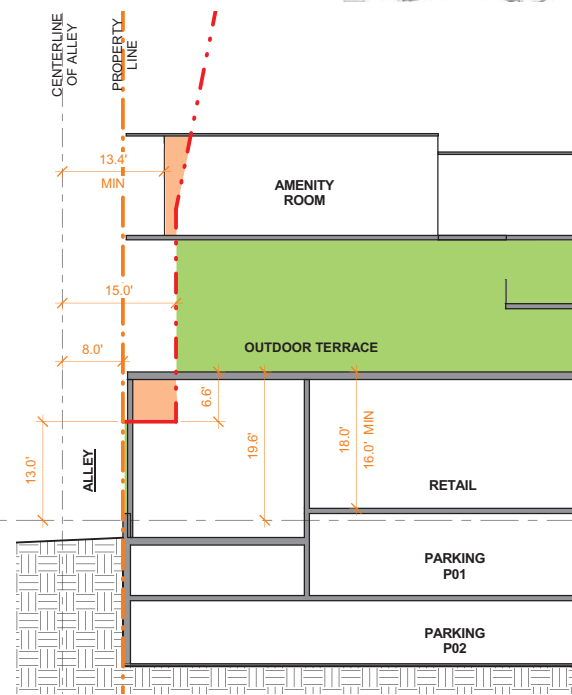 CENTERLINE
OF ALLEY
PROPERTY
LINE
13.4'
MIN
AMENITY
ROOM
15.0'
8.0'
OUTDOOR TERRACE
6.6'
19.6'
18.0'
16.0' MIN
13.0'
ALLEY
RETAIL
PARKING
P01
PARKING
P02